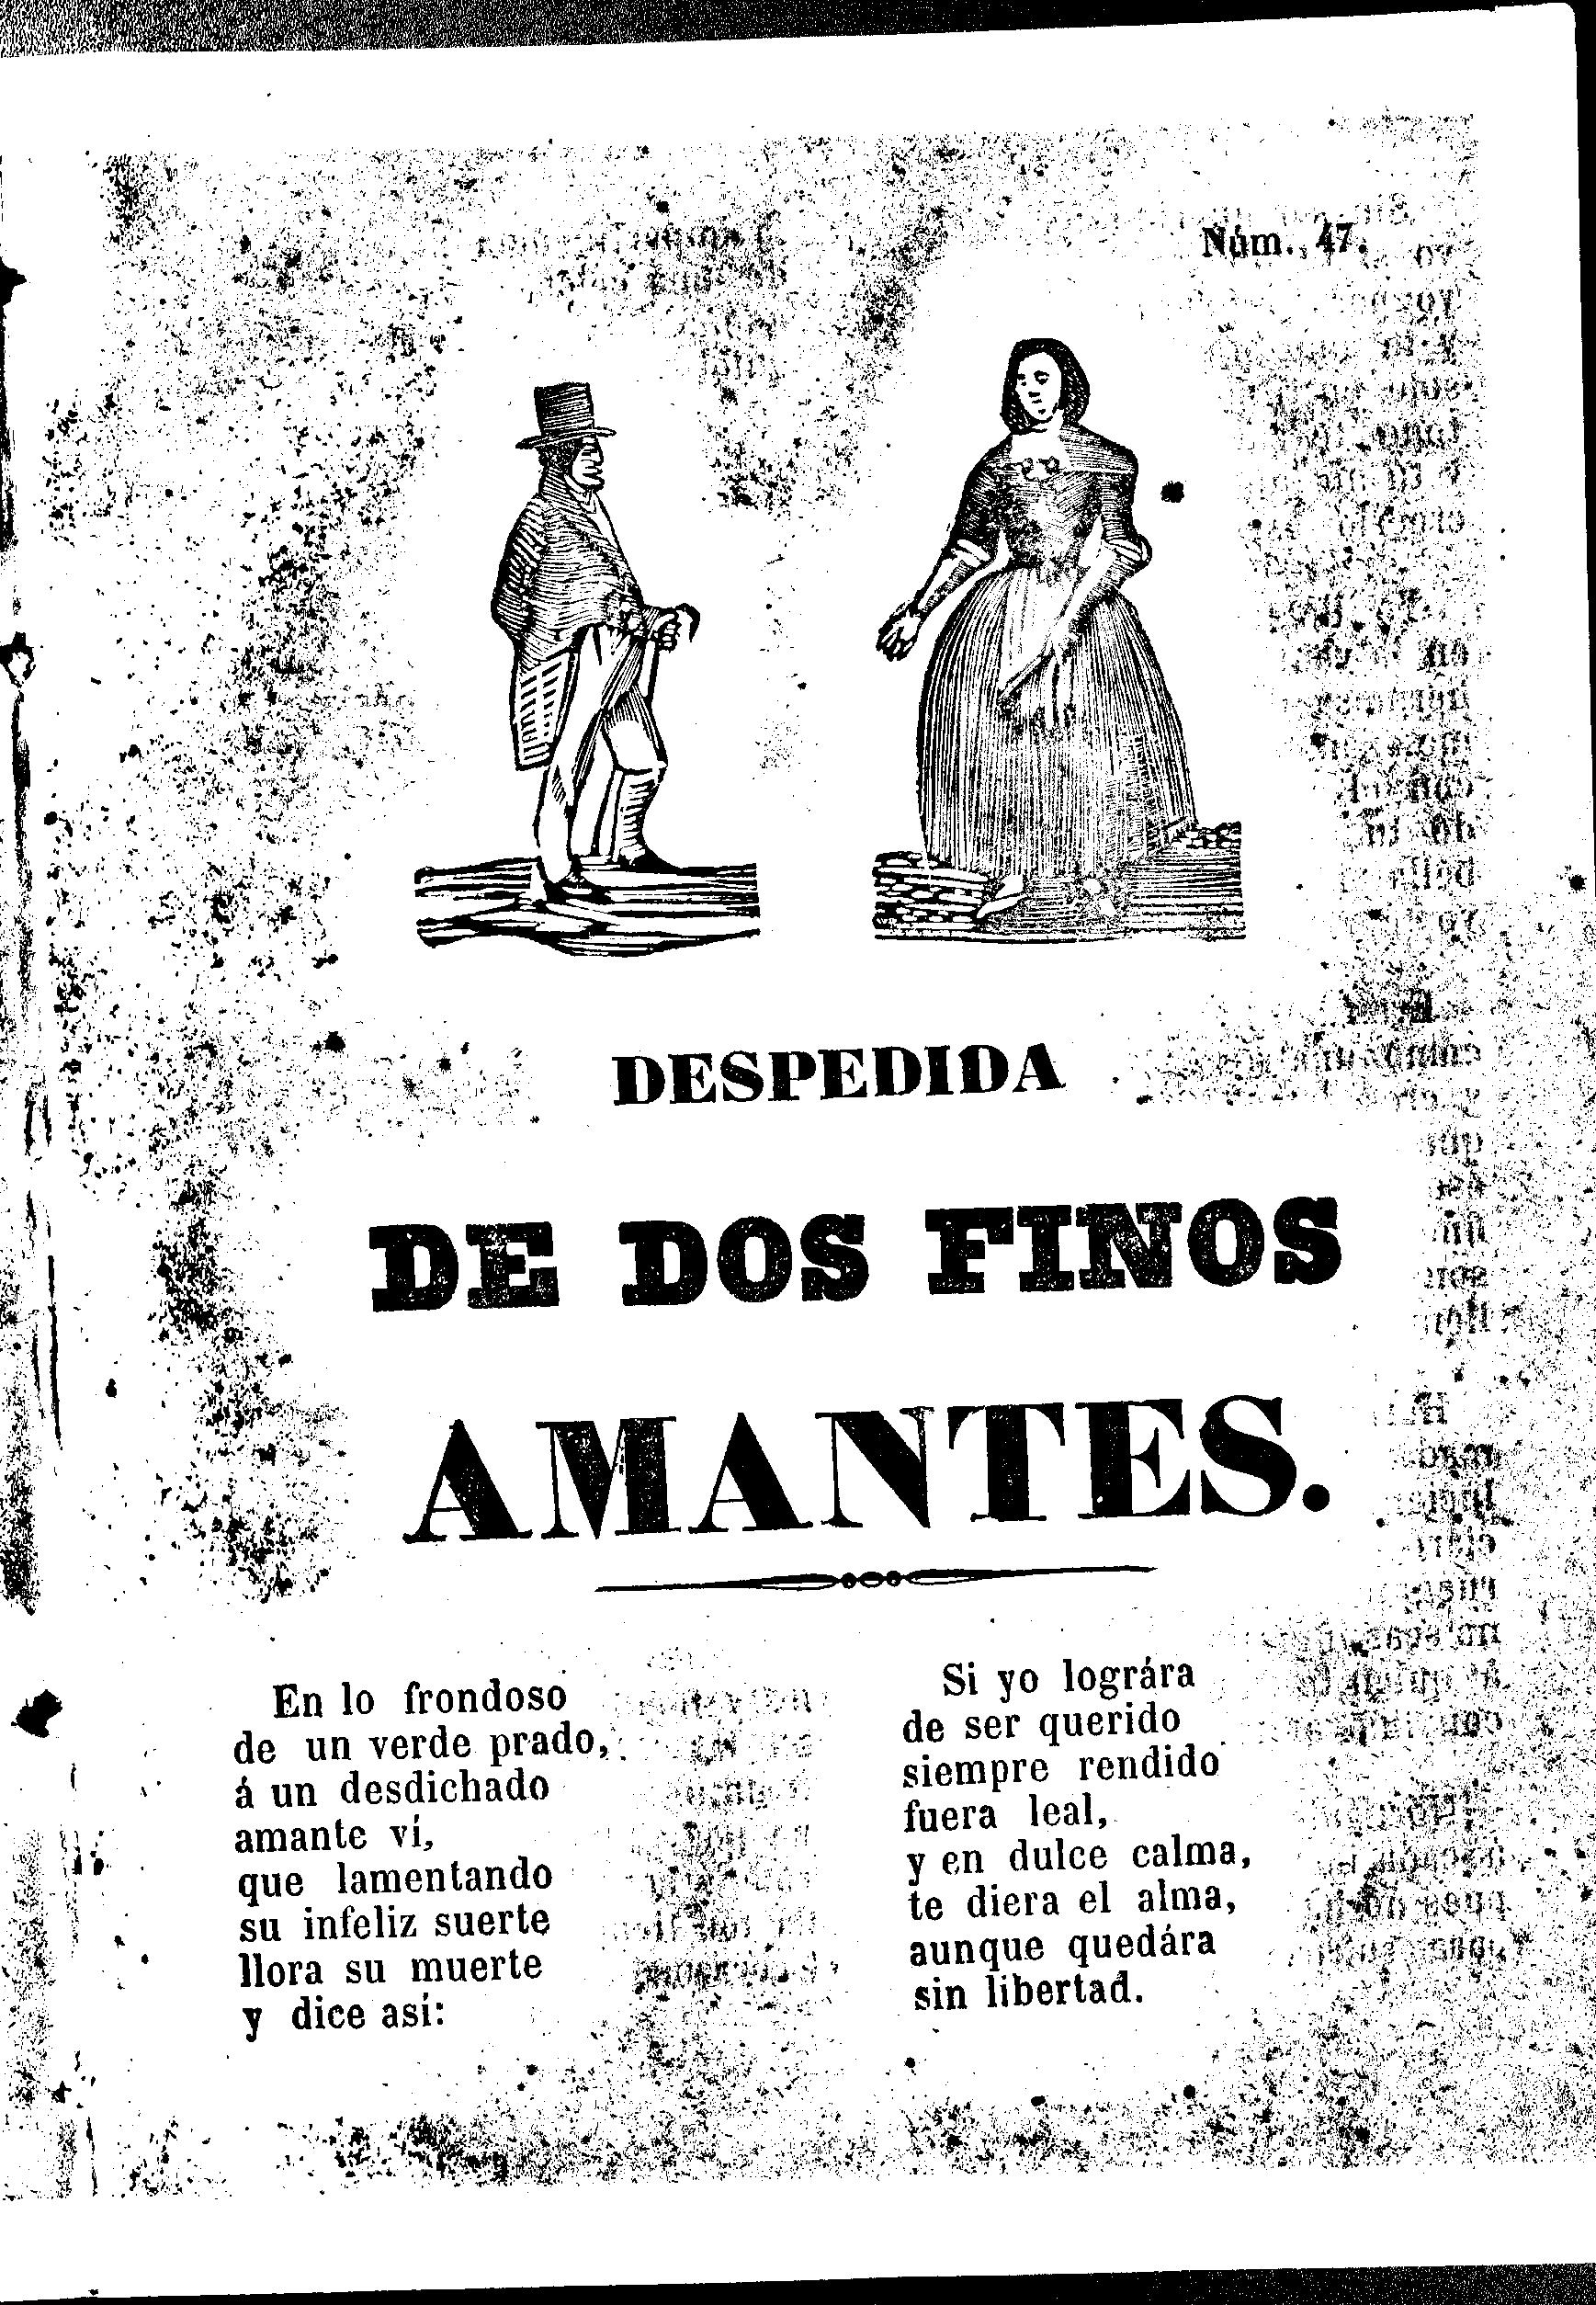 Núm. 47.
DESPEDIDA
DE DOS FINOS
AMANTES.
En lo frondoso
de un verde prado,
á un desdichado
amante ví,
que lamentando
su infeliz suerte
llora su muerte
y dice así:
Si yo lográra
de ser querido
siempre rendido
fuera leal,
y en dulce calma,
te diera el alma,
aunque quedára
sin libertad.